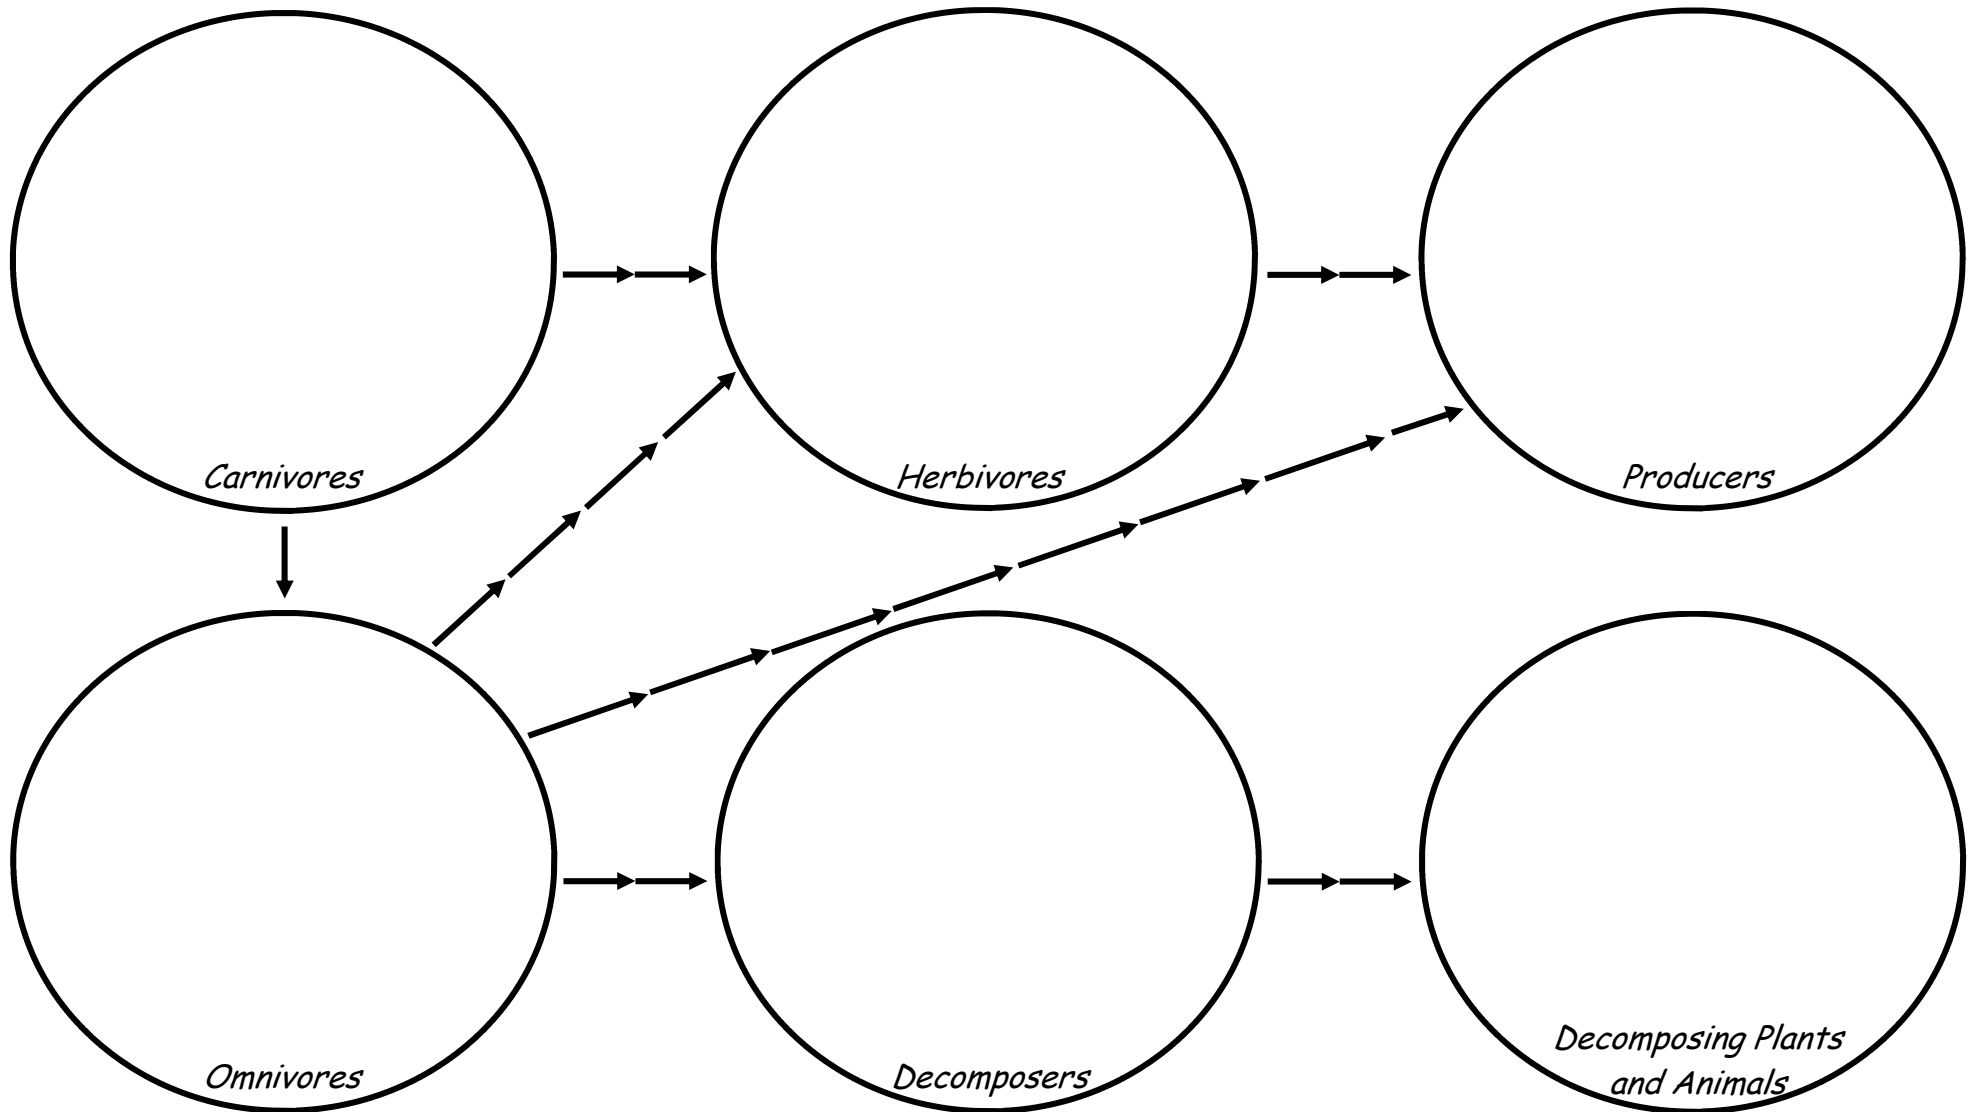 Carnivores
Herbivores
Producers
Omnivores
Decomposers
Decomposing Plants
and Animals